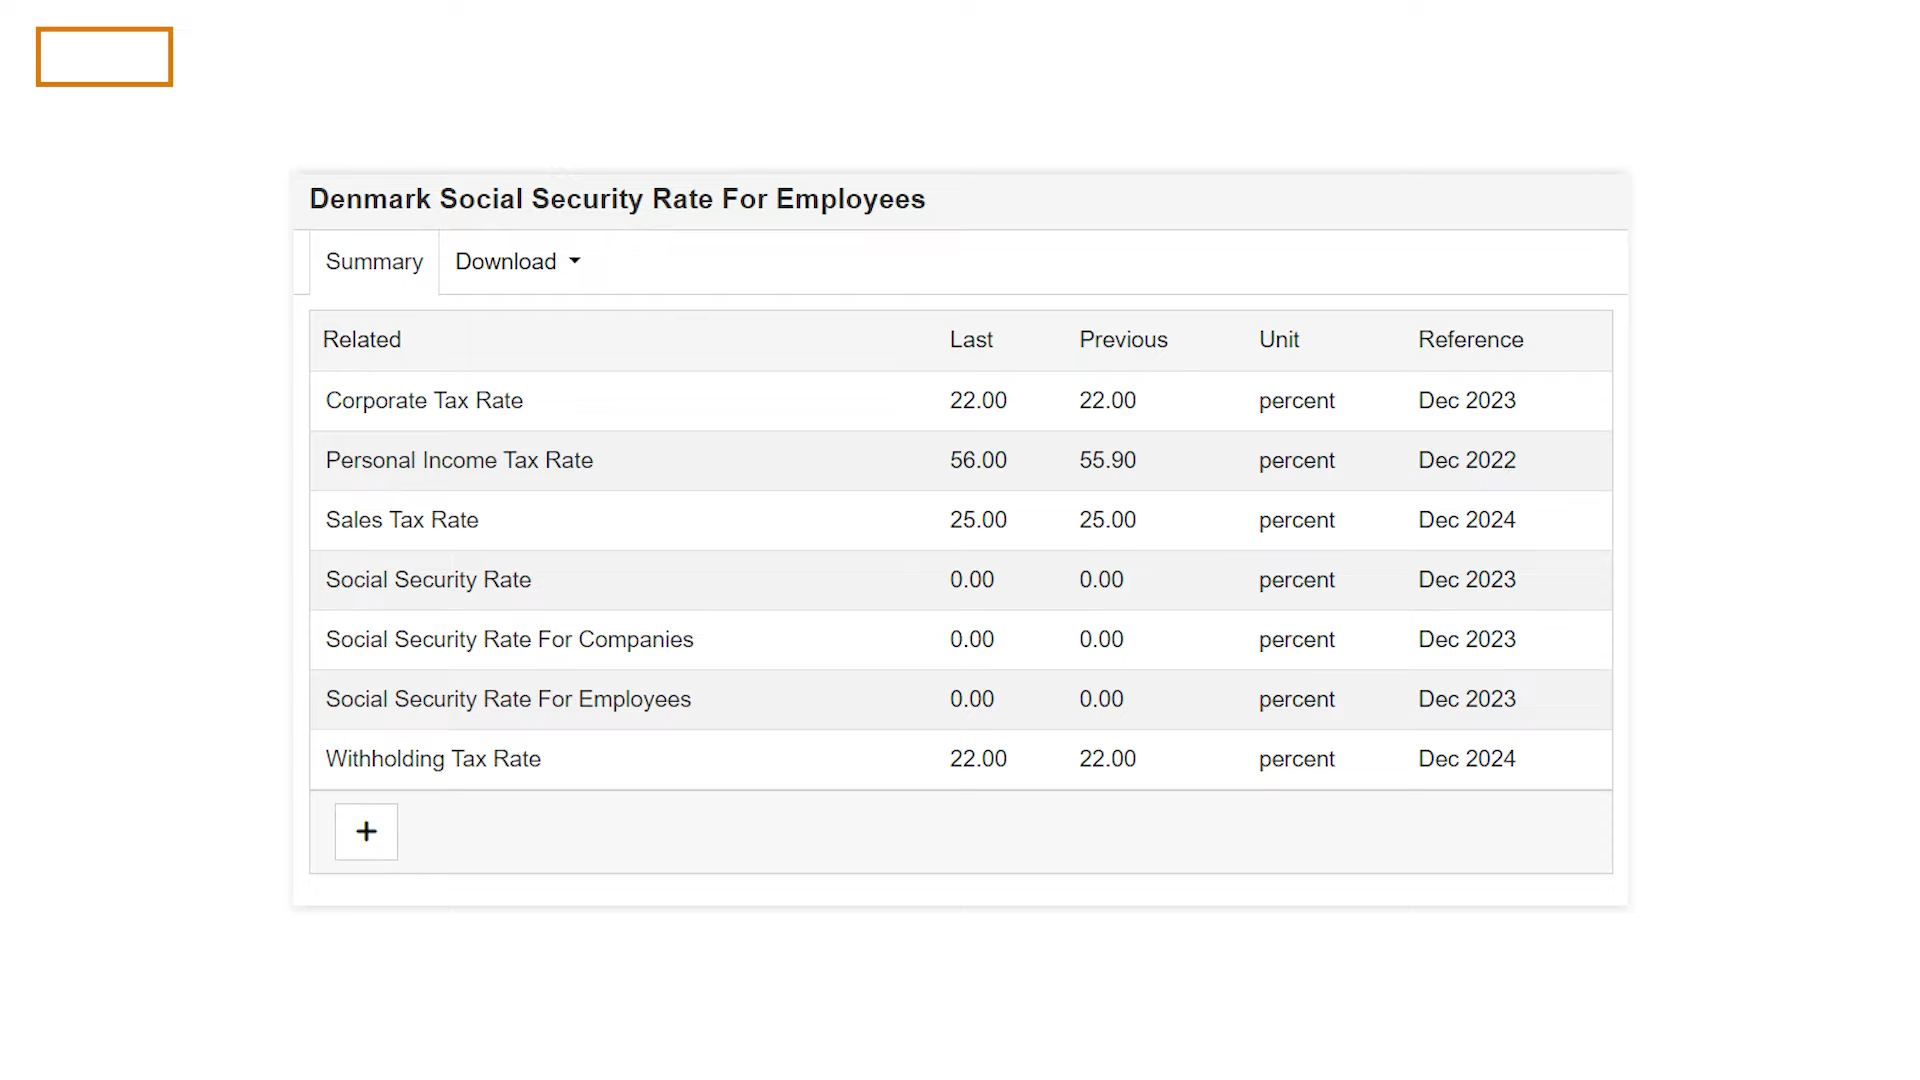 Denmark Social Security Rate For Employees
Summary Download
Related Last Previous Unit Reference
Corporate Tax Rate 22.00 22.00 percent Dec 2023
Personal Income Tax Rate 56.00 55.90 percent Dec 2022
Sales Tax Rate 25.00 25.00 percent Dec 2024
Social Security Rate 0.00 0.00 percent Dec 2023
Social Security Rate For Companies 0.00 0.00 percent Dec 2023
Social Security Rate For Employees 0.00 0.00 percent Dec 2023
Withholding Tax Rate 22.00 22.00 percent Dec 2024
+